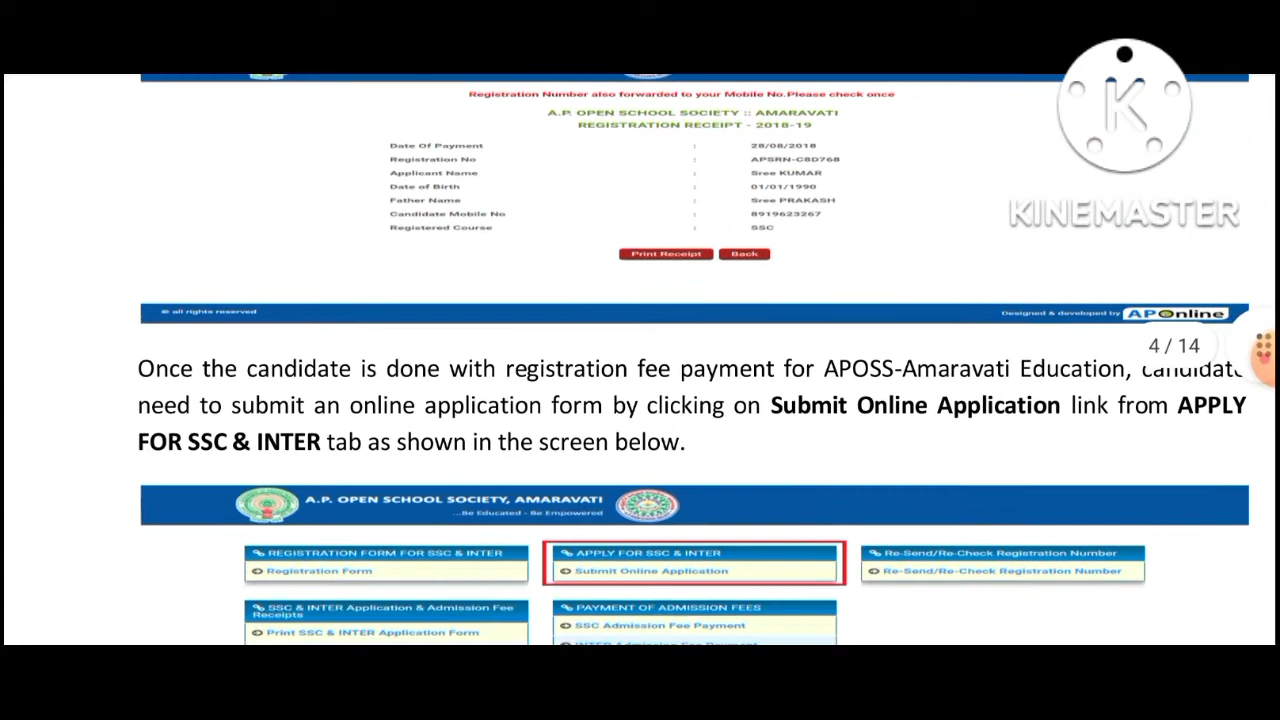 Registration Number also forwarded to your Mobile No.Please check once
A.P. OPEN SCHOOL SOCIETY :: AMARAVATI
REGISTRATION RECEIPT - 2018-19
Date Of Payment : 28/08/2018
Registration No : APSRN-C8D768
Applicant Name : Sree KUMAR
Date of Birth : 01/01/1990
Father Name : Sree PRAKASH
Candidate Mobile No : 8919623267
Registered Course : SSC
Print Receipt Back
KINEMASTER
© all rights reserved Designed & developed by APOnline
4 / 14
Once the candidate is done with registration fee payment for APOSS-Amaravati Education, candidate
need to submit an online application form by clicking on Submit Online Application link from APPLY
FOR SSC & INTER tab as shown in the screen below.
A.P. OPEN SCHOOL SOCIETY, AMARAVATI
...Be Educated - Be Empowered
REGISTRATION FORM FOR SSC & INTER
Registration Form
APPLY FOR SSC & INTER
Submit Online Application
Re-Send/Re-Check Registration Number
Re-Send/Re-Check Registration Number
SSC & INTER Application & Admission Fee
Receipts
Print SSC & INTER Application Form
PAYMENT OF ADMISSION FEES
SSC Admission Fee Payment
INTER Admission Fee Payment